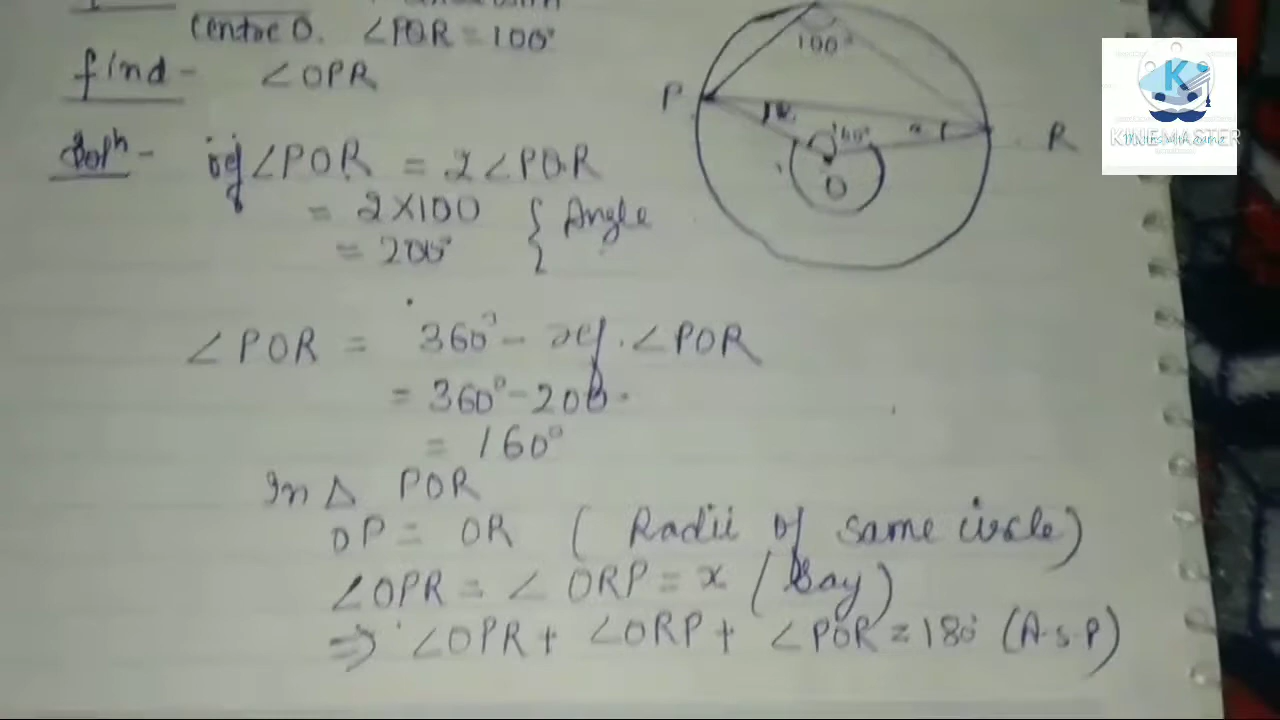 Centre O. ∠PQR = 100°
find - ∠OPR
Solⁿ - ref ∠POR = 2∠PQR
= 2×100 { Angle
= 200°
∠POR = 360° - ref. ∠POR
= 360° - 200.
= 160°
In △ POR
OP = OR ( Radii of same circle)
∠OPR = ∠ORP = x (Say)
⇒ ∠OPR + ∠ORP + ∠POR = 180° (A.S.P)
100°
P
R
160°
x
O
K
KINEMASTER